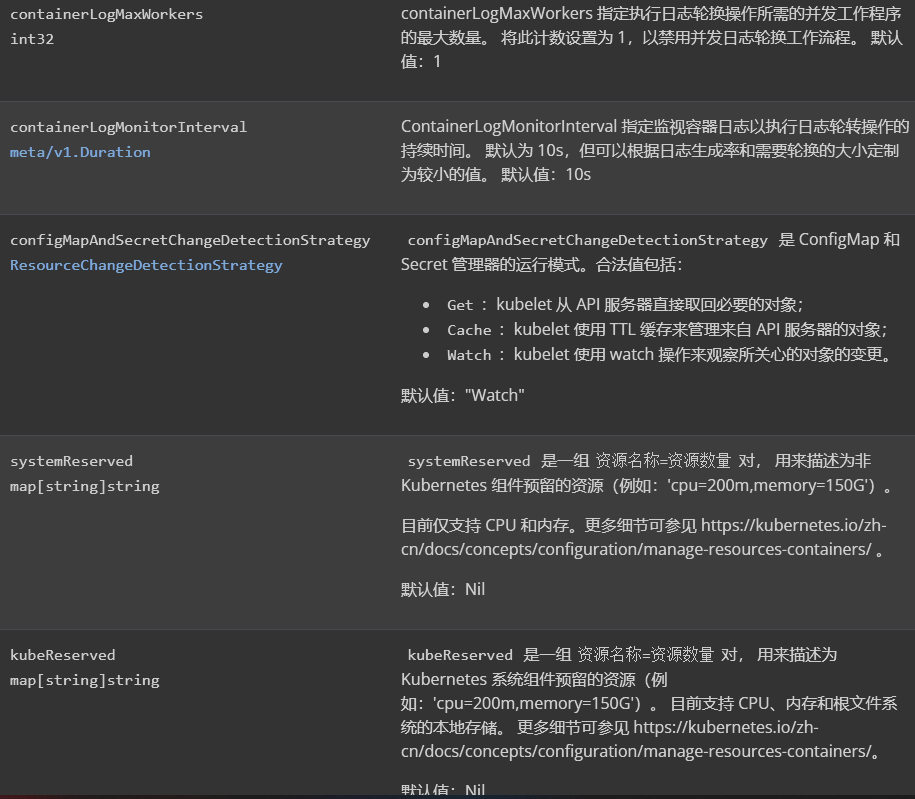 containerLogMaxWorkers
int32
containerLogMaxWorkers 指定执行日志轮换操作所需的并发工作程序
的最大数量。 将此计数设置为 1，以禁用并发日志轮换工作流程。 默认
值：1
containerLogMonitorInterval
meta/v1.Duration
ContainerLogMonitorInterval 指定监视容器日志以执行日志轮转操作的
持续时间。 默认为 10s，但可以根据日志生成率和需要轮换的大小定制
为较小的值。 默认值：10s
configMapAndSecretChangeDetectionStrategy
ResourceChangeDetectionStrategy
configMapAndSecretChangeDetectionStrategy 是 ConfigMap 和
Secret 管理器的运行模式。合法值包括：
• Get ：kubelet 从 API 服务器直接取回必要的对象；
• Cache ：kubelet 使用 TTL 缓存来管理来自 API 服务器的对象；
• Watch ：kubelet 使用 watch 操作来观察所关心的对象的变更。
默认值："Watch"
systemReserved
map[string]string
systemReserved 是一组 资源名称=资源数量 对， 用来描述为非
Kubernetes 组件预留的资源（例如：'cpu=200m,memory=150G'）。
目前仅支持 CPU 和内存。更多细节可参见 https://kubernetes.io/zh-
cn/docs/concepts/configuration/manage-resources-containers/ 。
默认值：Nil
kubeReserved
map[string]string
kubeReserved 是一组 资源名称=资源数量 对， 用来描述为
Kubernetes 系统组件预留的资源（例
如：'cpu=200m,memory=150G'）。 目前支持 CPU、内存和根文件系
统的本地存储。 更多细节可参见 https://kubernetes.io/zh-
cn/docs/concepts/configuration/manage-resources-containers/。
默认值：Nil